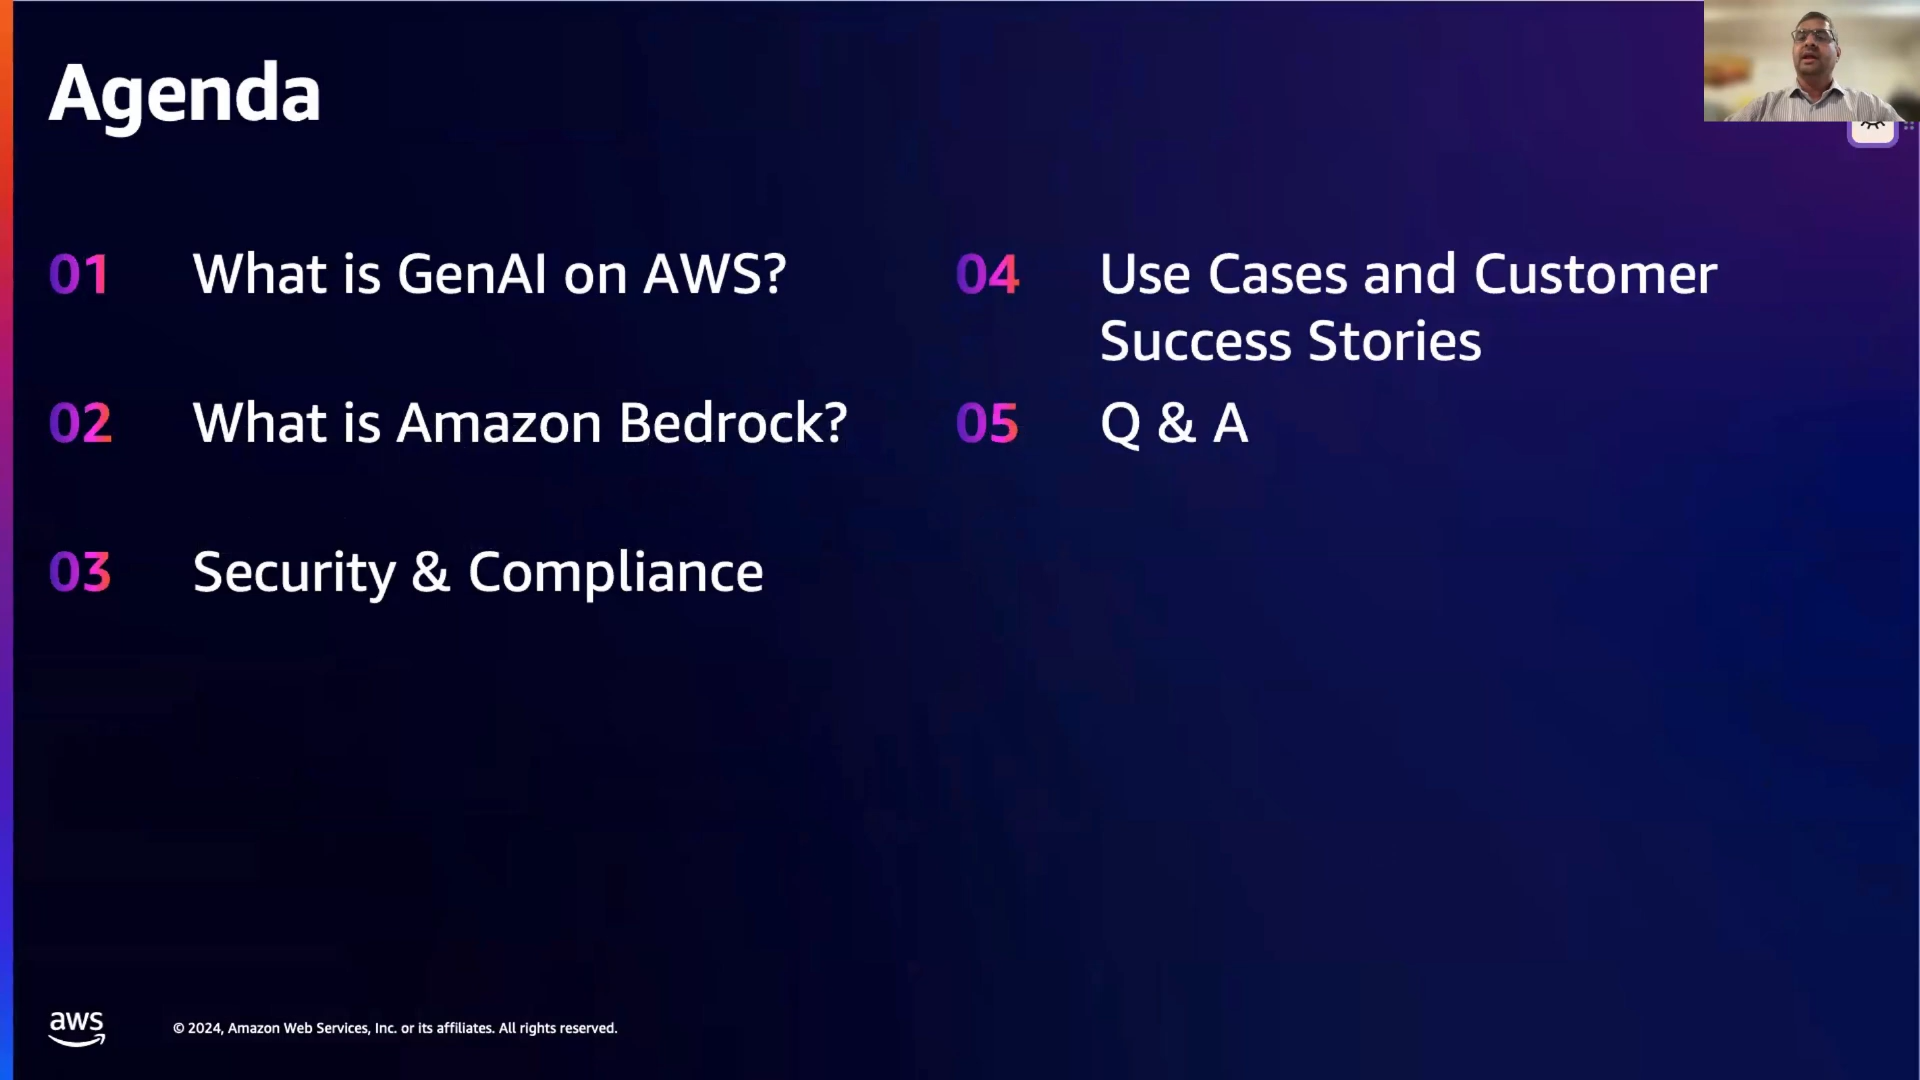 Agenda
01 What is GenAI on AWS?
02 What is Amazon Bedrock?
03 Security & Compliance
04 Use Cases and Customer
Success Stories
05 Q & A
aws
© 2024, Amazon Web Services, Inc. or its affiliates. All rights reserved.